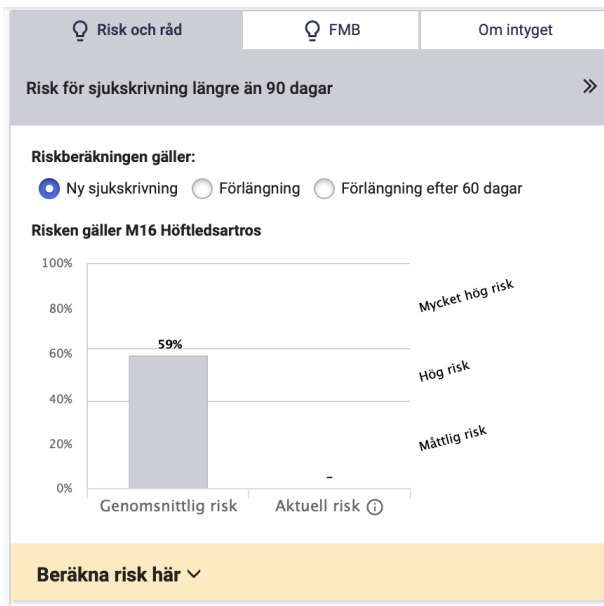 Risk och råd
FMB
Om intyget
Risk för sjukskrivning längre än 90 dagar
Riskberäkningen gäller:
Ny sjukskrivning Förlängning Förlängning efter 60 dagar
Risken gäller M16 Höftledsartros
100%
80%
60%
40%
20%
0%
59%
–
Genomsnittlig risk
Aktuell risk
Mycket hög risk
Hög risk
Måttlig risk
Beräkna risk här